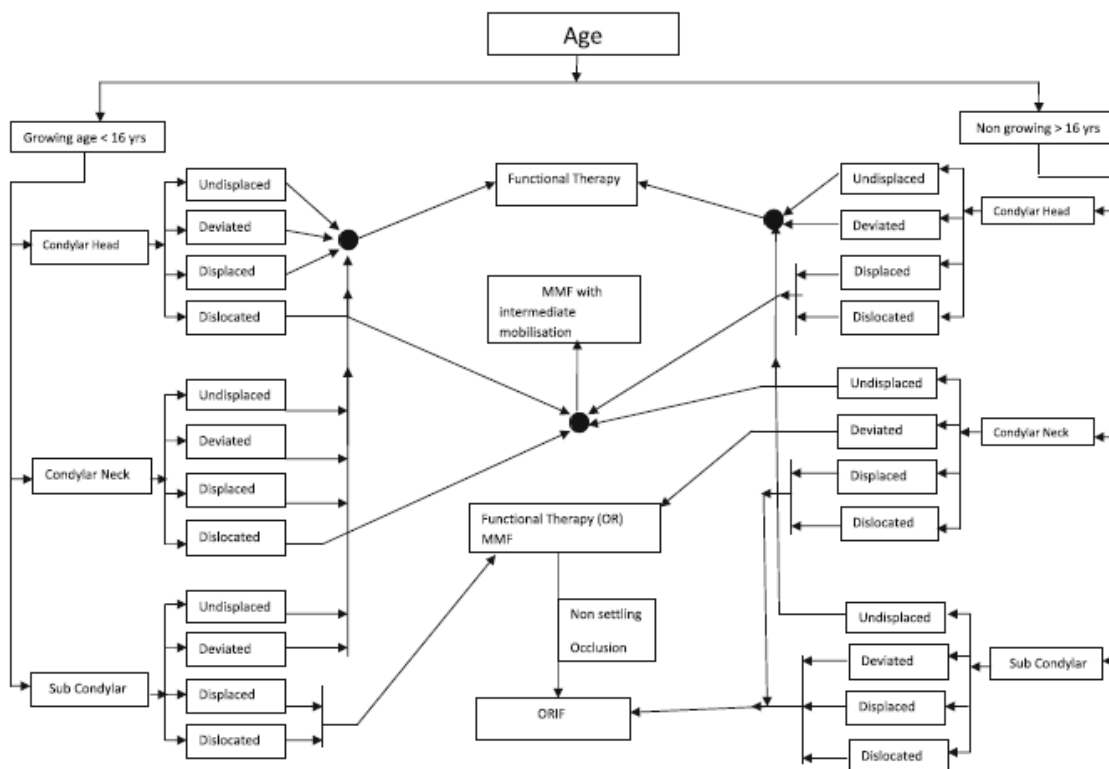 Age
Growing age < 16 yrs
Non growing > 16 yrs
Functional Therapy
Undisplaced
Deviated
Condylar Head
Displaced
Dislocated
Undisplaced
Deviated
Condylar Head
Displaced
Dislocated
MMF with
intermediate
mobilisation
Undisplaced
Deviated
Condylar Neck
Displaced
Dislocated
Undisplaced
Deviated
Condylar Neck
Displaced
Dislocated
Functional Therapy (OR)
MMF
Non settling
Occlusion
ORIF
Undisplaced
Deviated
Sub Condylar
Displaced
Dislocated
Undisplaced
Deviated
Sub Condylar
Displaced
Dislocated